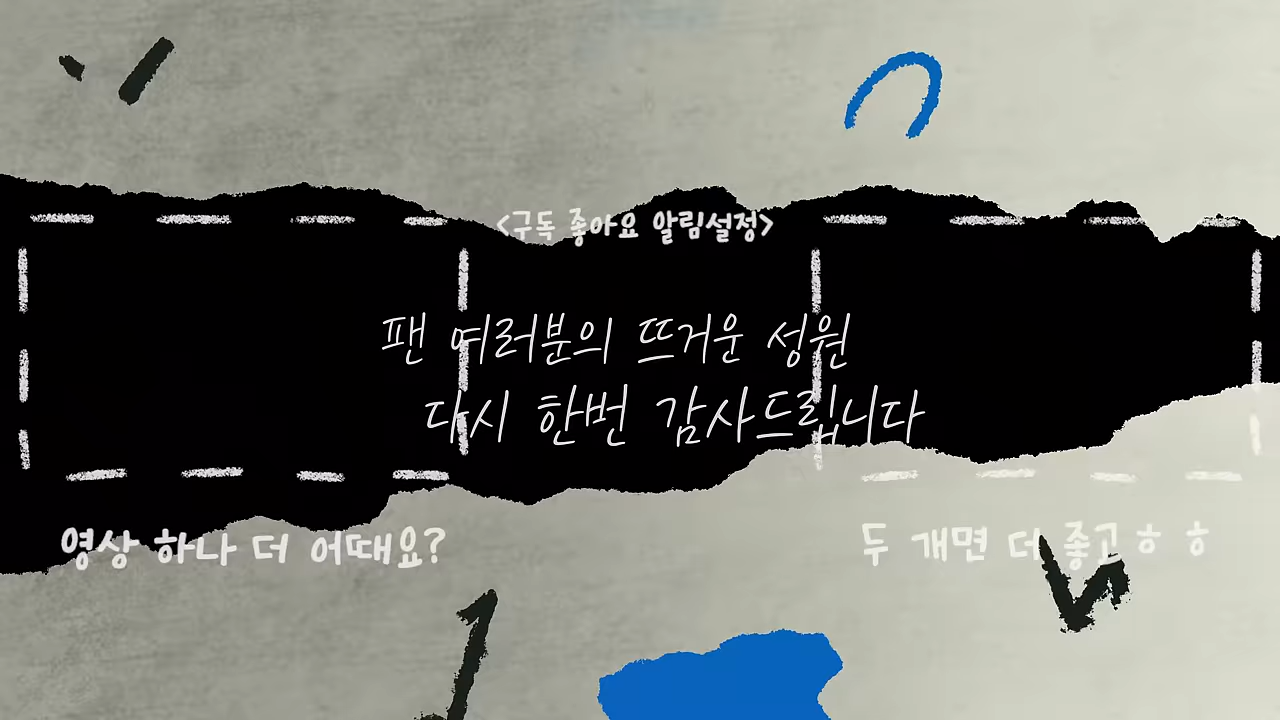 <구독 좋아요 알림설정>
팬 여러분의 뜨거운 성원
다시 한번 감사드립니다
영상 하나 더 어때요?
두 개면 더 좋고ㅎㅎ